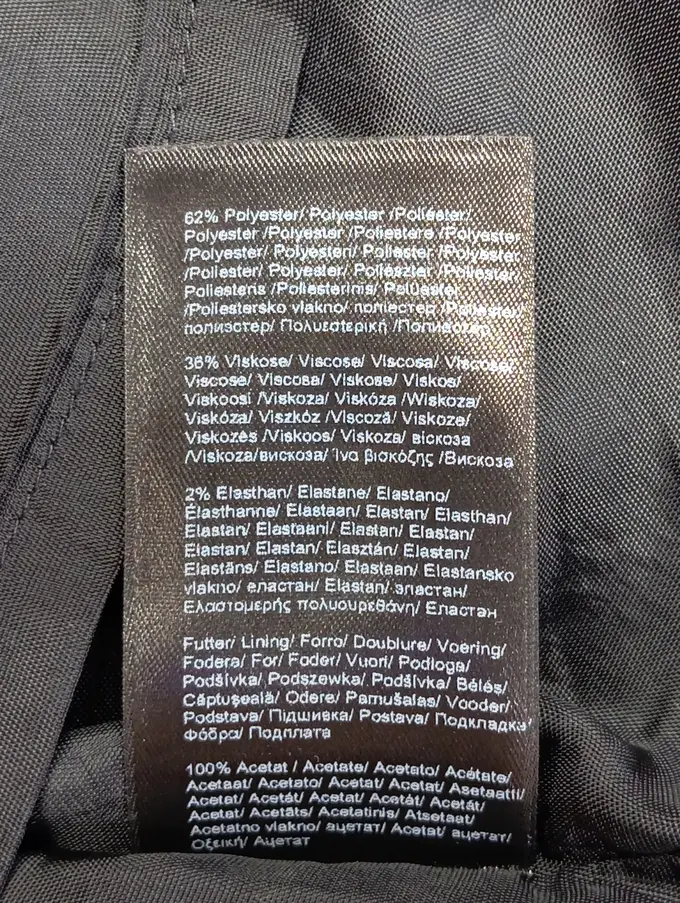 62% Polyester/ Polyester /Poliéster/
Polyester /Polyester /Poliestere /Polyester
/Polyester/ Polyesteri/ Poliester /Polyester
/Poliester/ Polyester/ Poliészter /Poliester/
Poliesteris /Poliesterinis/ Polüester
/Poliestersko vlakno/ поліестер /Polyester/
полиэстер/ Πολυεστερική /Полиестер
36% Viskose/ Viscose/ Viscosa/ Viscose/
Viscose/ Viscosa/ Viskose/ Viskos/
Viskoosi /Viskoza/ Viskóza /Wiskoza/
Viskóza/ Viszkóz /Viscoză/ Viskoze/
Viskozės /Viskoos/ Viskoza/ віскоза
/Viskoza/вискоза/ Ίνα βισκόζης /Вискоза
2% Elasthan/ Elastane/ Elastano/
Élasthanne/ Elastaan/ Elastan/ Elasthan/
Elastan/ Elastaani/ Elastan/ Elastan/
Elastan/ Elastan/ Elasztán/ Elastan/
Elastāns/ Elastano/ Elastaan/ Elastansko
vlakno/ еластан/ Elastan/ эластан/
Ελαστομερής πολυουρεθάνη/ Еластан
Futter/ Lining/ Forro/ Doublure/ Voering/
Fodera/ For/ Foder/ Vuori/ Podloga/
Podšívka/ Podszewka/ Podšívka/ Bélés/
Căptuşeală/ Odere/ Pamušalas/ Vooder/
Podstava/ Підшивка/ Postava/ Подкладка/
Φόδρα/ Подплата
100% Acetat / Acetate/ Acetato/ Acétate/
Acetaat/ Acetato/ Acetat/ Acetat/ Asetaatti/
Acetat/ Acetát/ Acetat/ Acetát/ Acetát/
Acetat/ Acetāts/ Acetatinis/ Atsetaat/
Acetatno vlakno/ ацетат/ Acetat/ ацетат/
Οξεική/ Ацетат